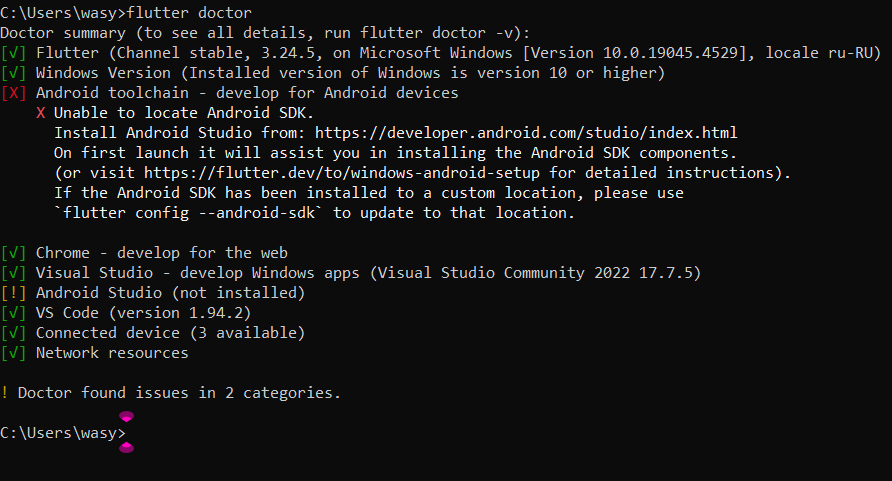 C:\Users\wasy>flutter doctor
Doctor summary (to see all details, run flutter doctor -v):
[√] Flutter (Channel stable, 3.24.5, on Microsoft Windows [Version 10.0.19045.4529], locale ru-RU)
[√] Windows Version (Installed version of Windows is version 10 or higher)
[X] Android toolchain - develop for Android devices
    X Unable to locate Android SDK.
      Install Android Studio from: https://developer.android.com/studio/index.html
      On first launch it will assist you in installing the Android SDK components.
      (or visit https://flutter.dev/to/windows-android-setup for detailed instructions).
      If the Android SDK has been installed to a custom location, please use
      `flutter config --android-sdk` to update to that location.
[√] Chrome - develop for the web
[√] Visual Studio - develop Windows apps (Visual Studio Community 2022 17.7.5)
[!] Android Studio (not installed)
[√] VS Code (version 1.94.2)
[√] Connected device (3 available)
[√] Network resources
! Doctor found issues in 2 categories.
C:\Users\wasy>